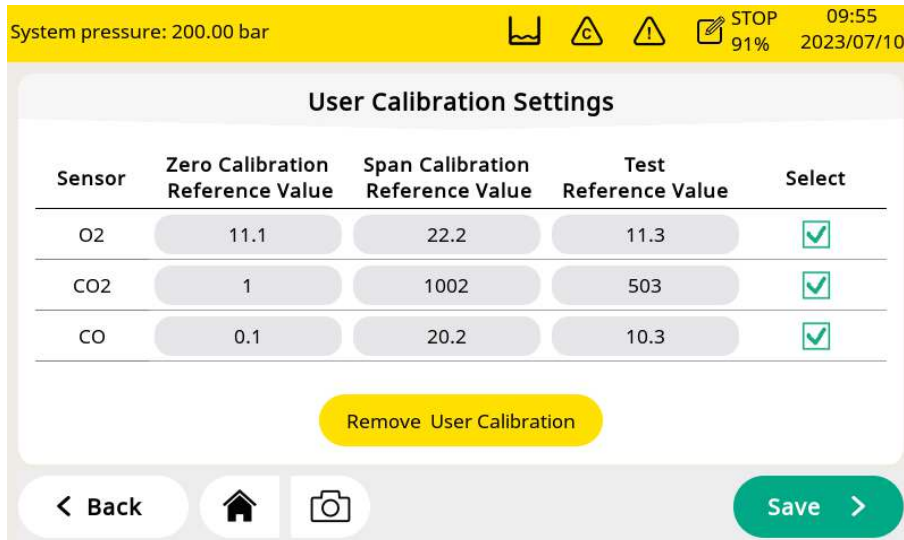 System pressure: 200.00 bar
C
!
STOP
91%
09:55
2023/07/10
User Calibration Settings
Sensor
Zero Calibration
Reference Value
Span Calibration
Reference Value
Test
Reference Value
Select
O2 11.1 22.2 11.3
CO2 1 1002 503
CO 0.1 20.2 10.3
Remove User Calibration
Back
Save